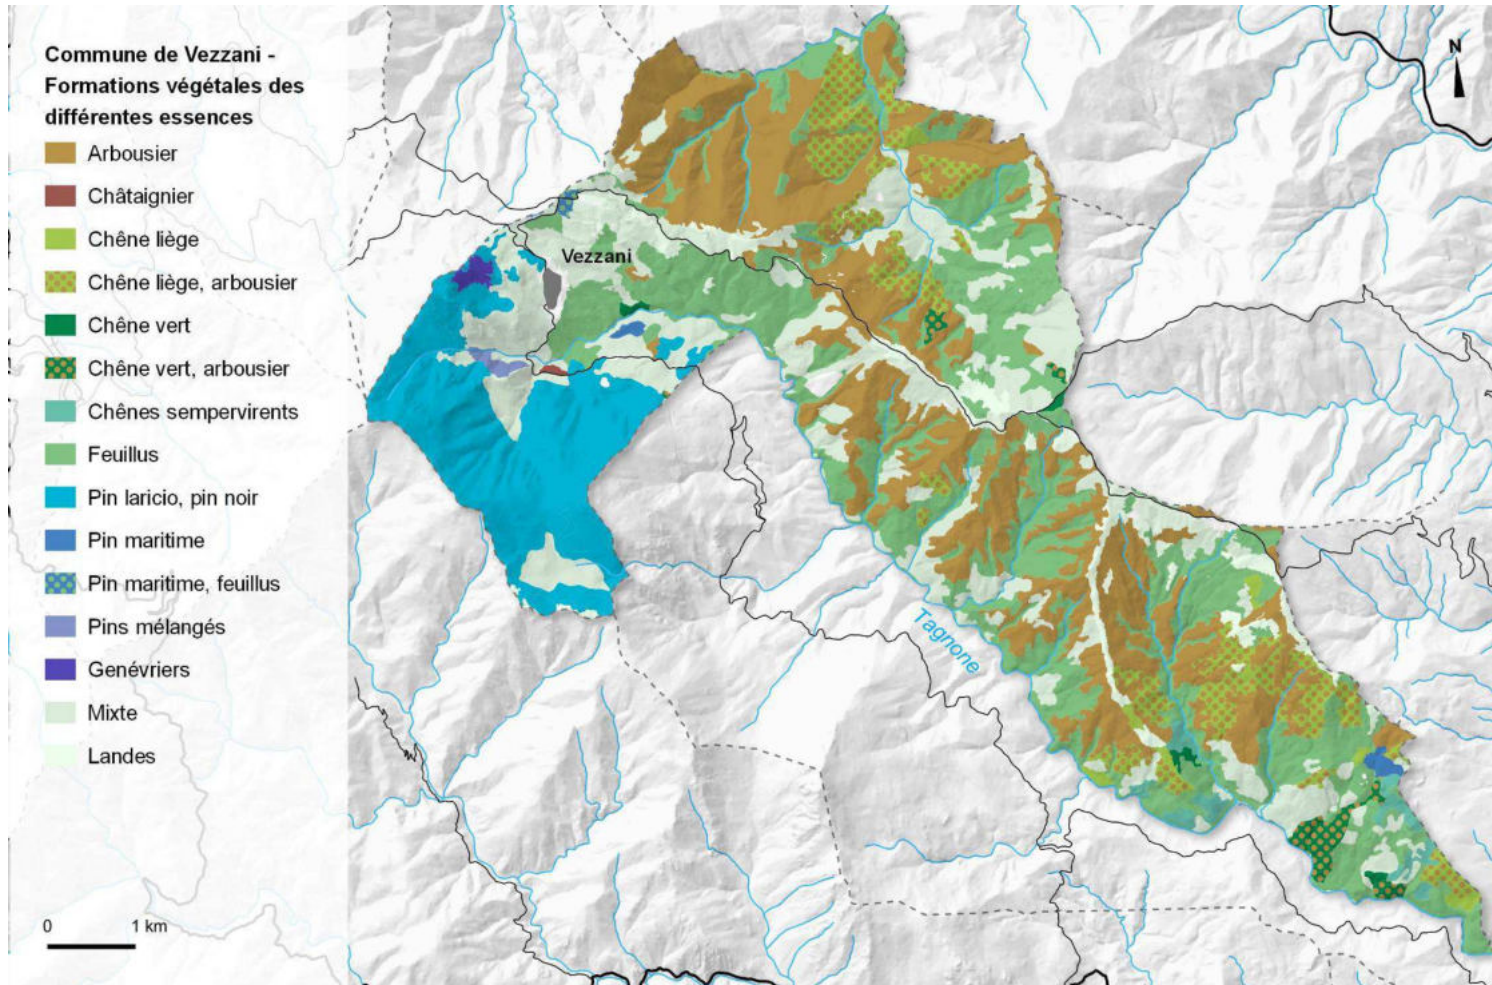 Commune de Vezzani -
Formations végétales des
différentes essences
Arbousier
Châtaignier
Chêne liège
Chêne liège, arbousier
Chêne vert
Chêne vert, arbousier
Chênes sempervirents
Feuillus
Pin laricio, pin noir
Pin maritime
Pin maritime, feuillus
Pins mélangés
Genévriers
Mixte
Landes
0 1 km
Vezzani
Tagnone
N